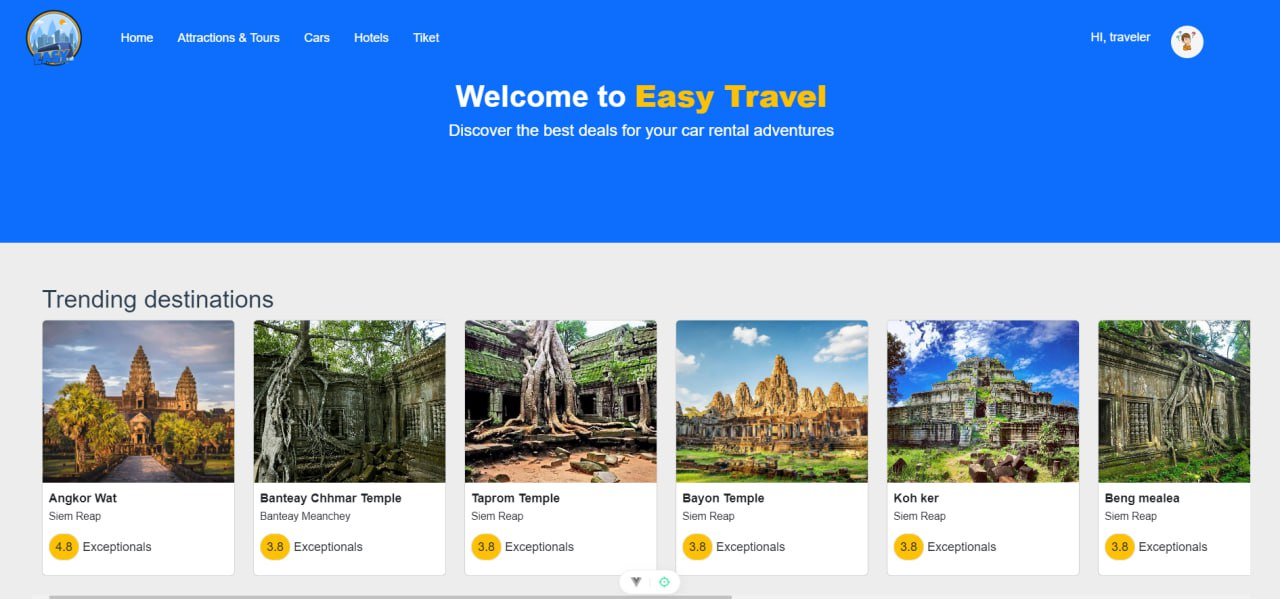 EASY
Home Attractions & Tours Cars Hotels Tiket HI, traveler
Welcome to Easy Travel
Discover the best deals for your car rental adventures
Trending destinations
Angkor Wat
Siem Reap
4.8 Exceptionals
Banteay Chhmar Temple
Banteay Meanchey
3.8 Exceptionals
Taprom Temple
Siem Reap
3.8 Exceptionals
Bayon Temple
Siem Reap
3.8 Exceptionals
Koh ker
Siem Reap
3.8 Exceptionals
Beng mealea
Siem Reap
3.8 Exceptionals